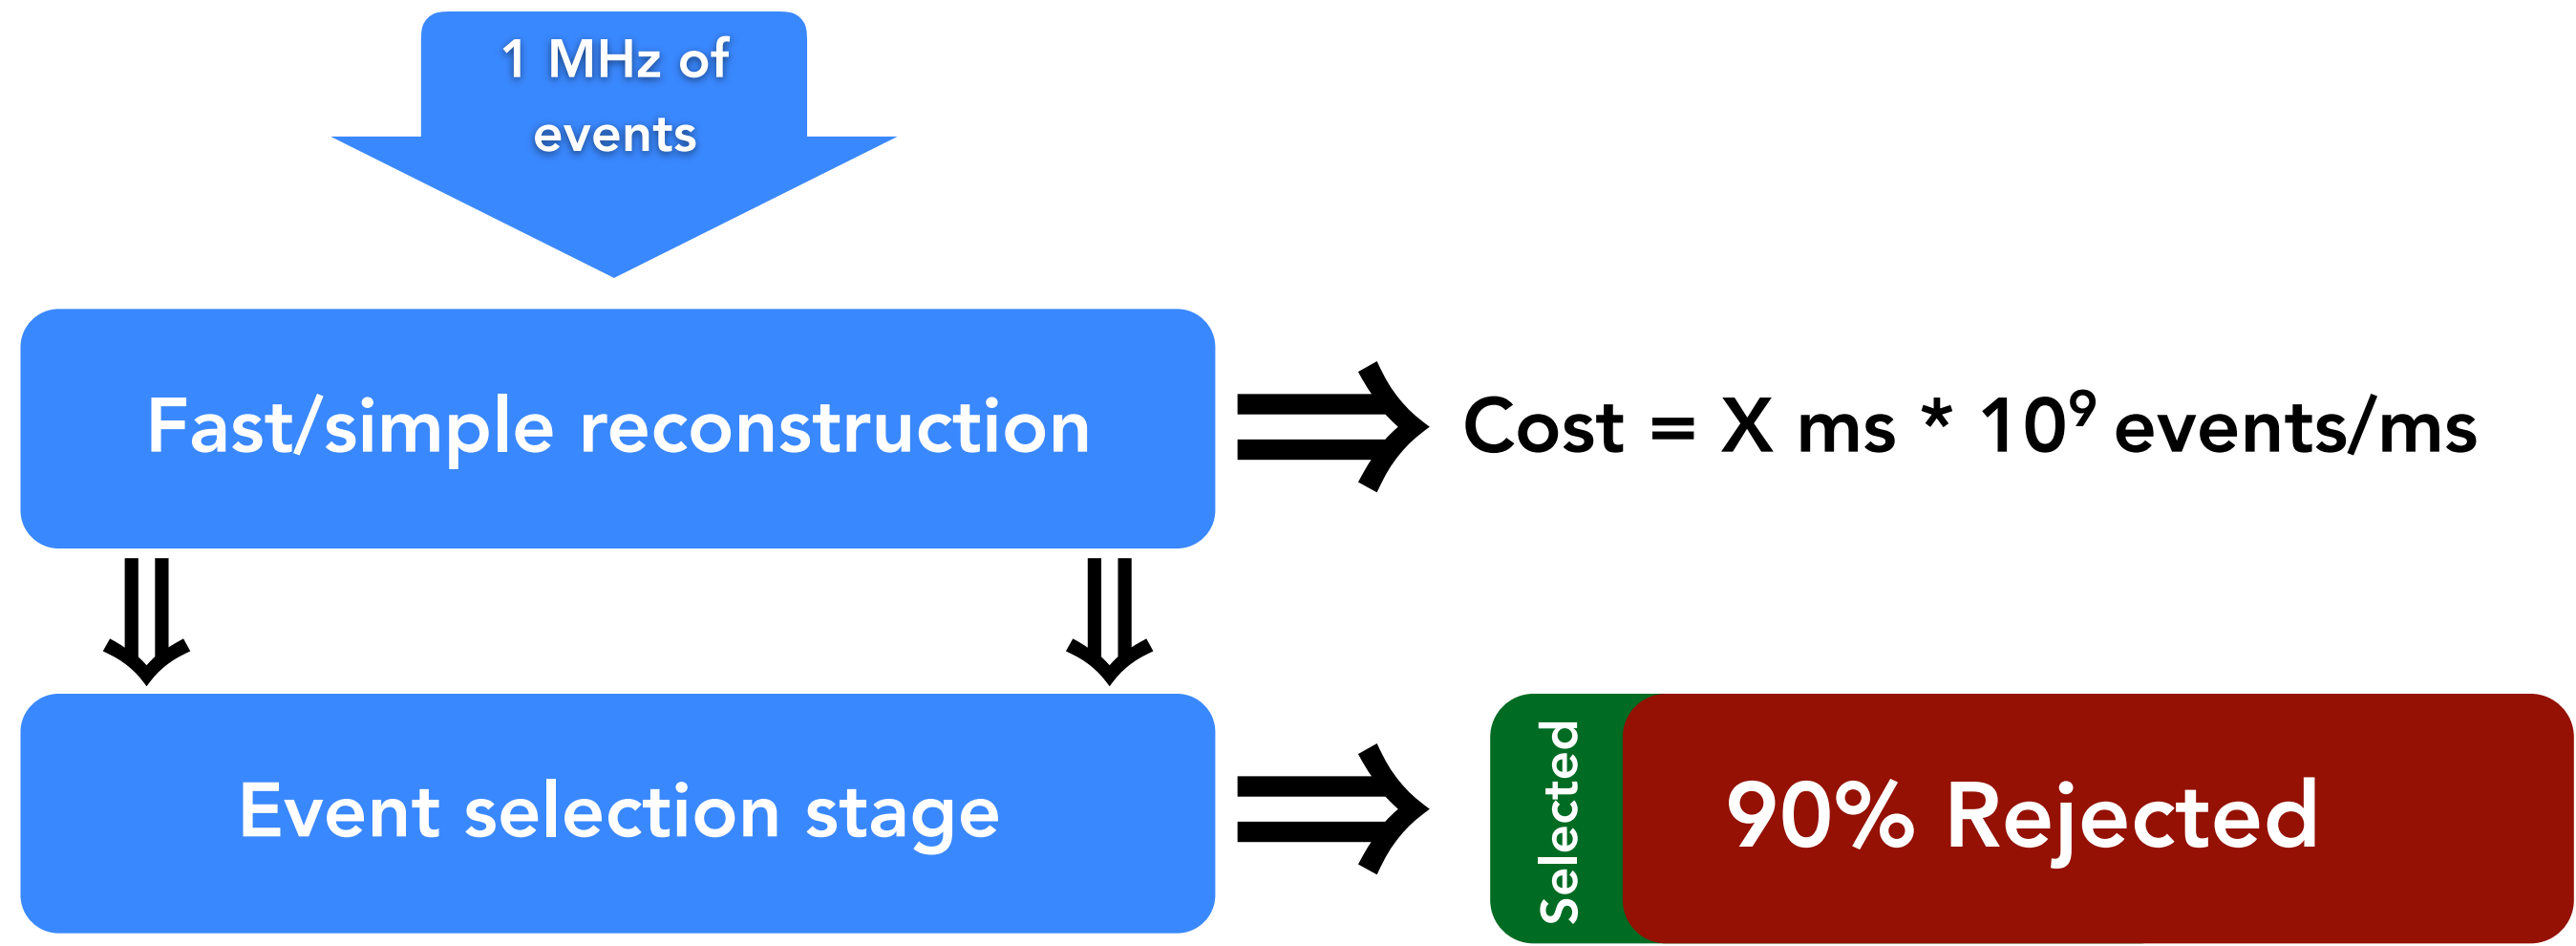 1 MHz of
events
Fast/simple reconstruction
Cost = X ms * 10⁹ events/ms
Event selection stage
Selected
90% Rejected